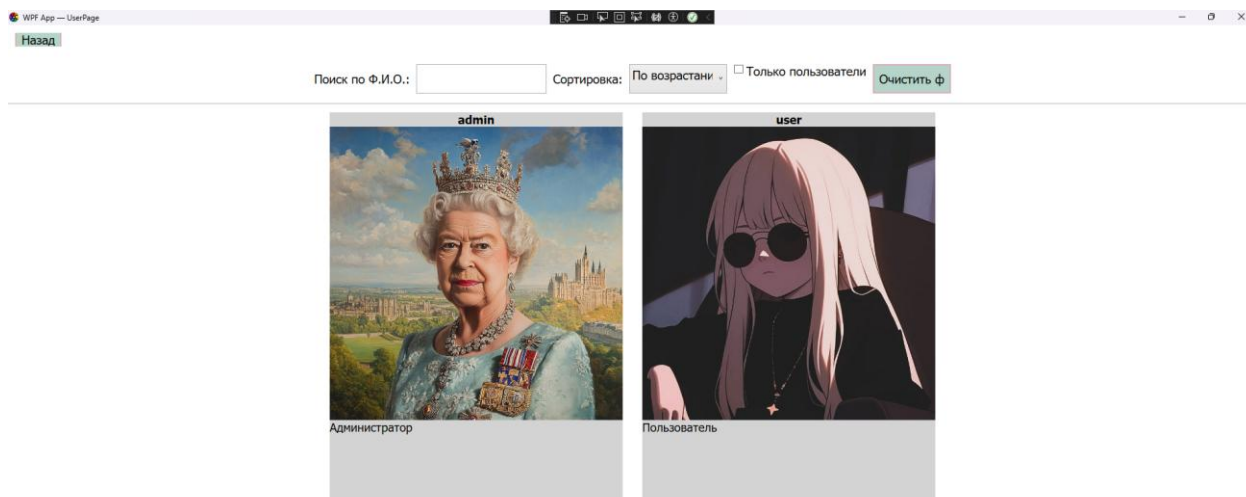 WPF App — UserPage
Назад
Поиск по Ф.И.О.: Сортировка: По возрастани Только пользователи Очистить ф
admin user
Администратор Пользователь